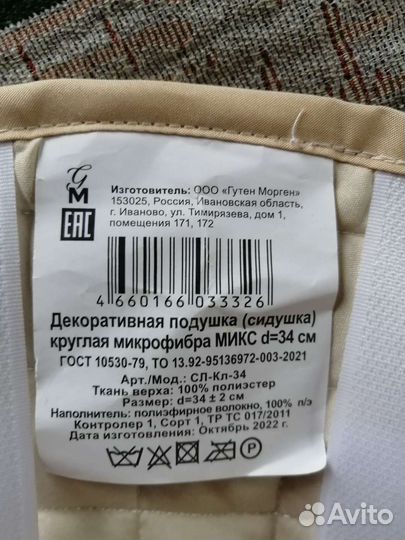 G
M
EAC
Изготовитель: ООО «Гутен Морген»
153025, Россия, Ивановская область,
г. Иваново, ул. Тимирязева, дом 1,
помещения 171, 172
4 660166 033326
Декоративная подушка (сидушка)
круглая микрофибра МИКС d=34 см
ГОСТ 10530-79, ТО 13.92-95136972-003-2021
Арт./Мод.: СЛ-Кл-34
Ткань верха: 100% полиэстер
Размер: d=34 ± 2 см
Наполнитель: полиэфирное волокно, 100% п/э
Контролер 1, Сорт 1, ТР ТС 017/2011
Дата изготовления: Октябрь 2022 г.
P
Avito